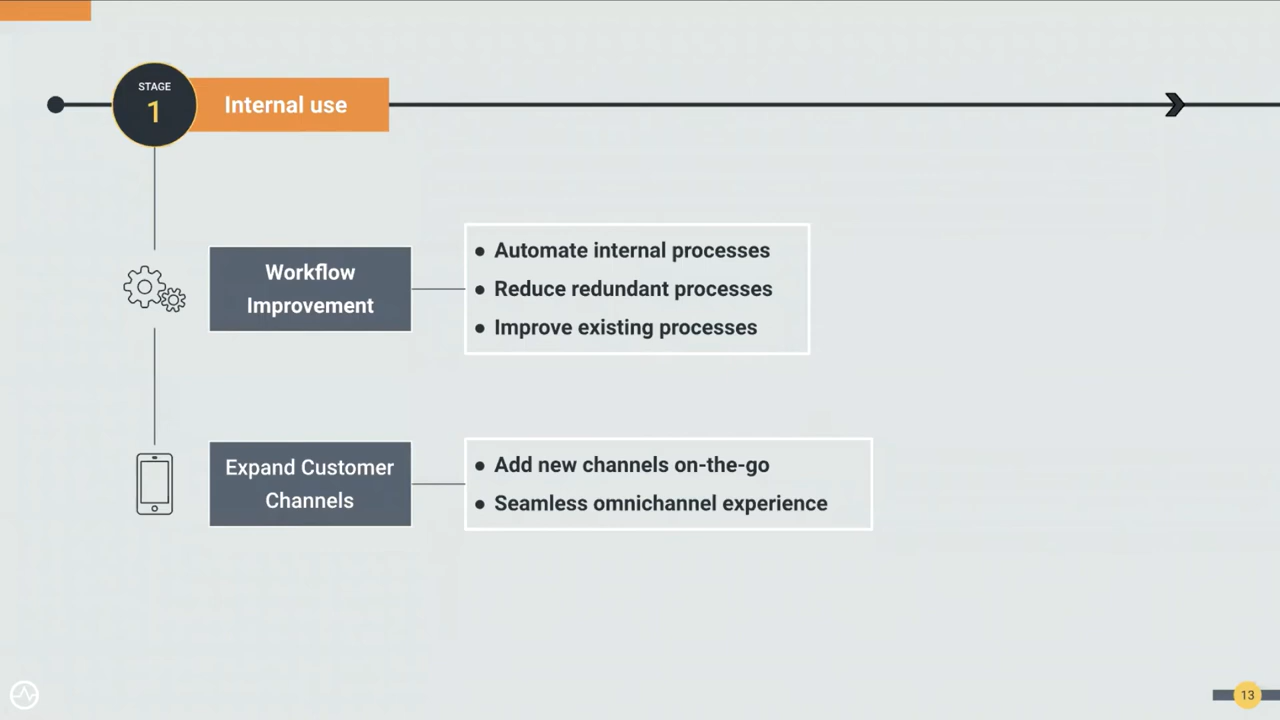 STAGE
1
Internal use
Workflow
Improvement
● Automate internal processes
● Reduce redundant processes
● Improve existing processes
Expand Customer
Channels
● Add new channels on-the-go
● Seamless omnichannel experience
13